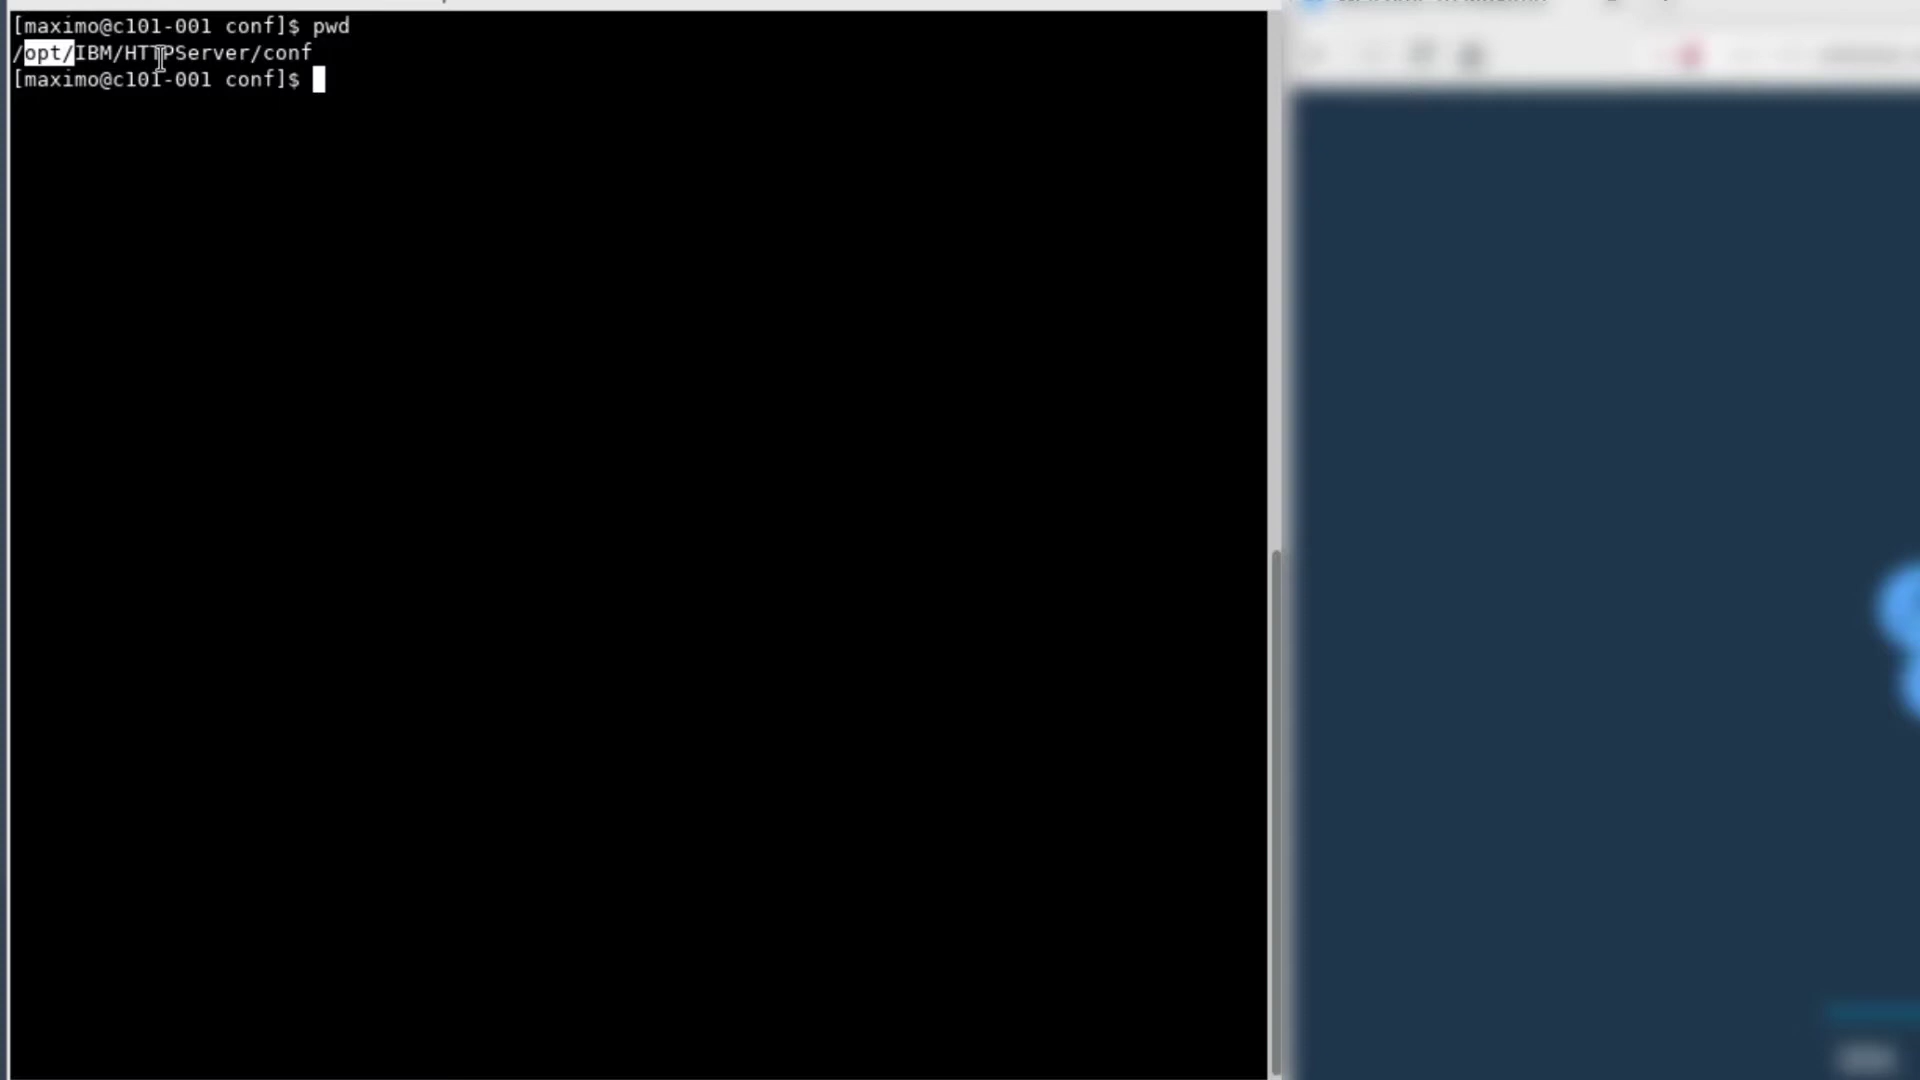 [maximo@c101-001 conf]$ pwd
/opt/IBM/HTTPServer/conf
[maximo@c101-001 conf]$